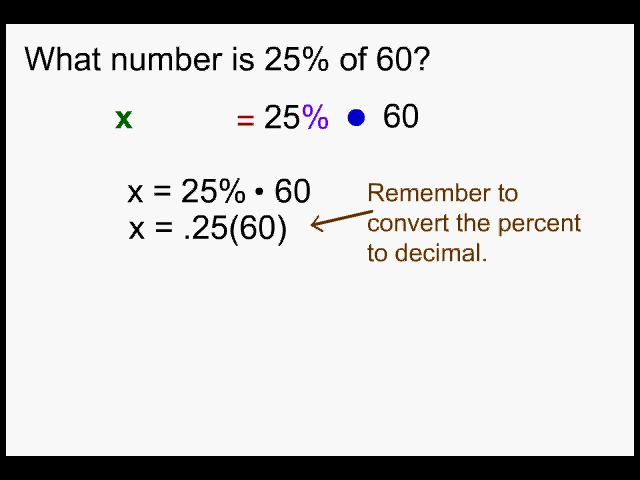 What number is 25% of 60?
x = 25% • 60
x = 25% • 60
x = .25(60)
Remember to
convert the percent
to decimal.